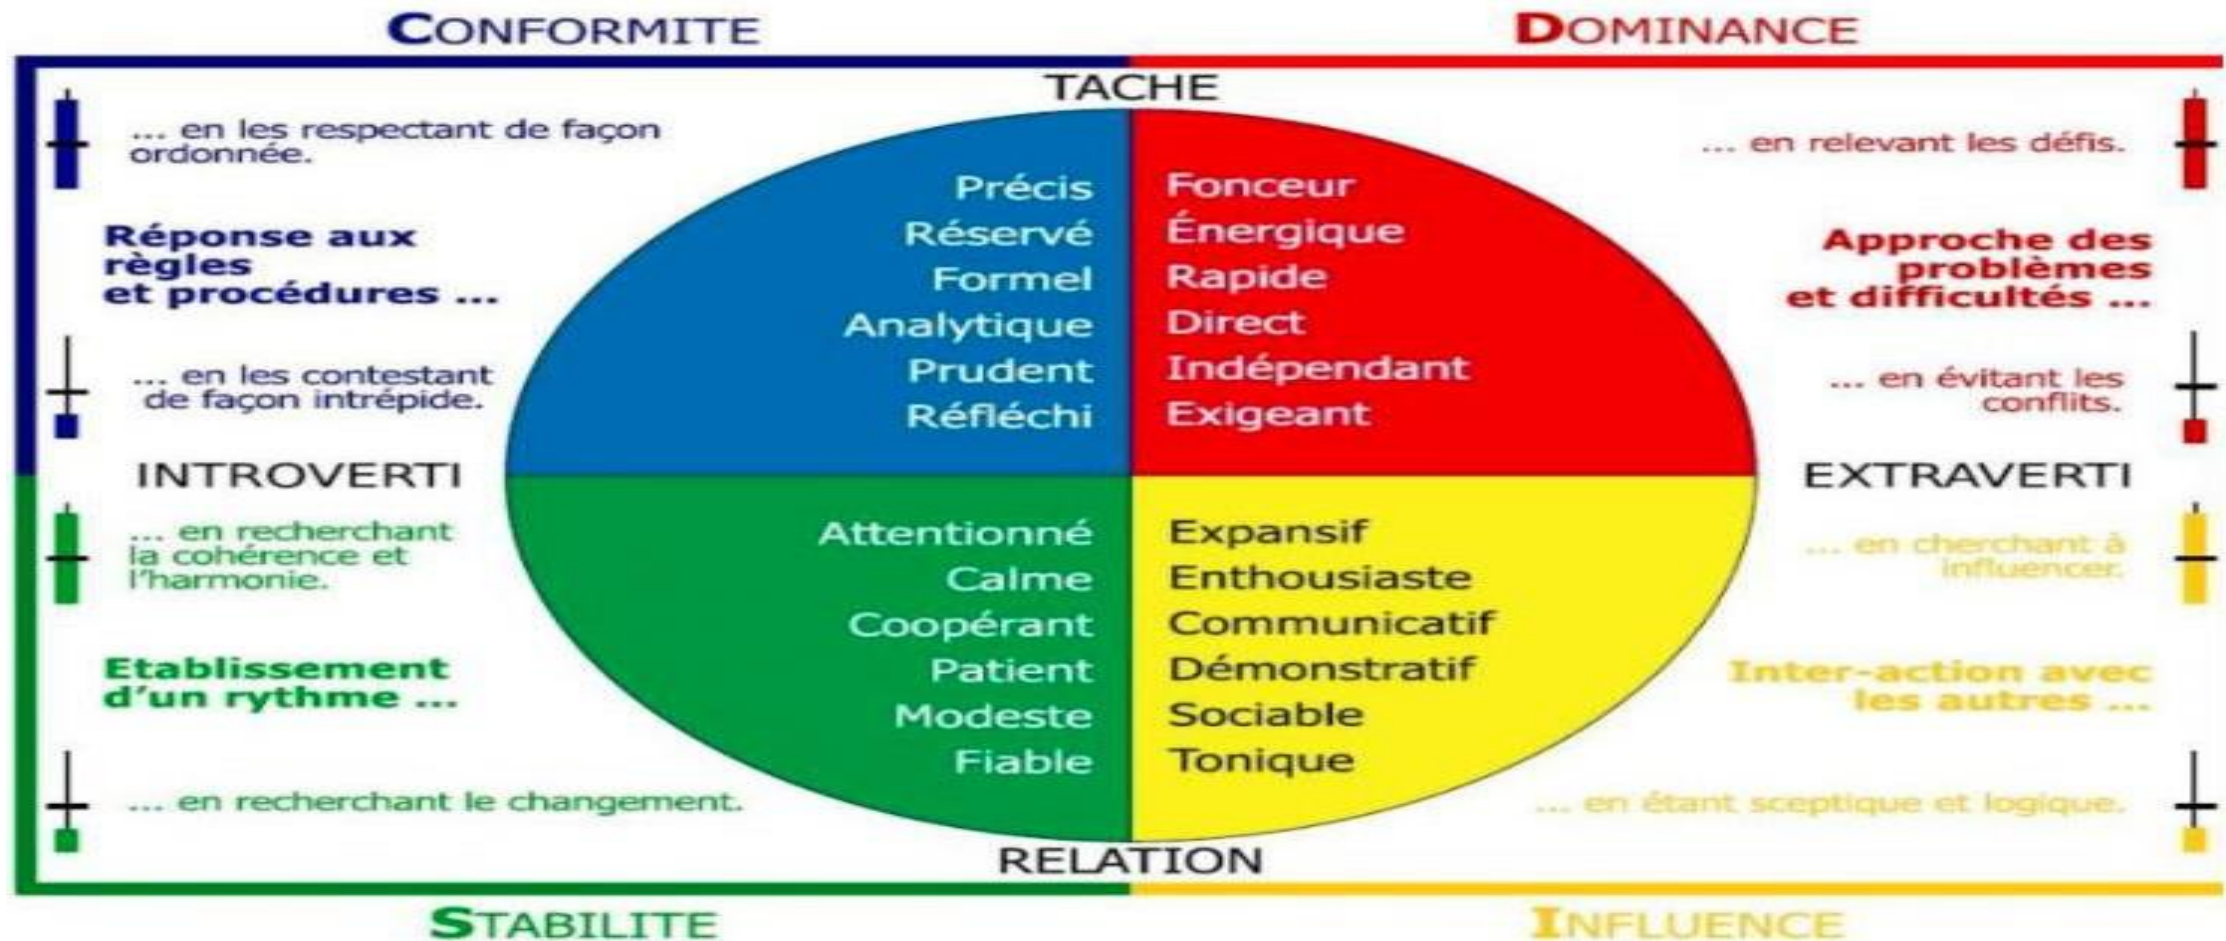 CONFORMITE
DOMINANCE
TACHE
... en les respectant de façon
ordonnée.
Réponse aux
règles
et procédures ...
... en les contestant
de façon intrépide.
Précis
Réservé
Formel
Analytique
Prudent
Réfléchi
Fonceur
Énergique
Rapide
Direct
Indépendant
Exigeant
... en relevant les défis.
Approche des
problèmes
et difficultés ...
... en évitant les
conflits.
INTROVERTI
EXTRAVERTI
... en recherchant
la cohérence et
l'harmonie.
Etablissement
d'un rythme ...
... en recherchant le changement.
Attentionné
Calme
Coopérant
Patient
Modeste
Fiable
Expansif
Enthousiaste
Communicatif
Démonstratif
Sociable
Tonique
... en cherchant à
influencer.
Inter-action avec
les autres ...
... en étant sceptique et logique.
RELATION
STABILITE
INFLUENCE